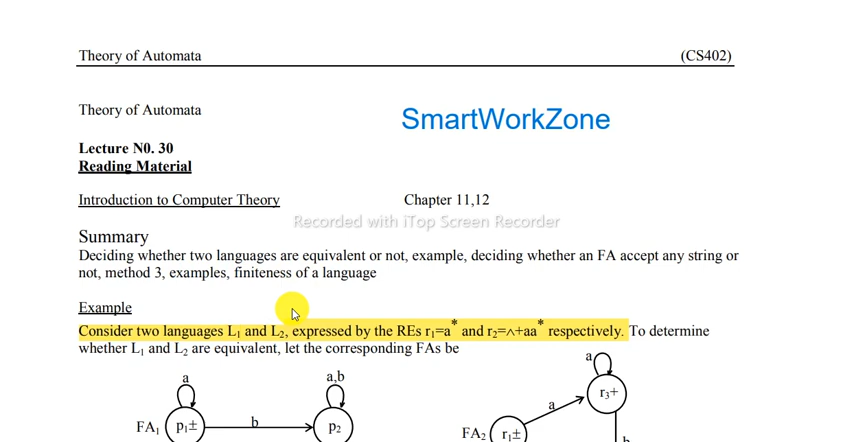 Theory of Automata (CS402)
Theory of Automata
SmartWorkZone
Lecture N0. 30
Reading Material
Introduction to Computer Theory Chapter 11,12
Recorded with iTop Screen Recorder
Summary
Deciding whether two languages are equivalent or not, example, deciding whether an FA accept any string or
not, method 3, examples, finiteness of a language
Example
Consider two languages L₁ and L₂, expressed by the REs r₁=a* and r₂=∧+aa* respectively. To determine
whether L₁ and L₂ are equivalent, let the corresponding FAs be
a
a,b
a
r₃+
a
FA₁
p₁±
b
p₂
FA₂
r₁±
b